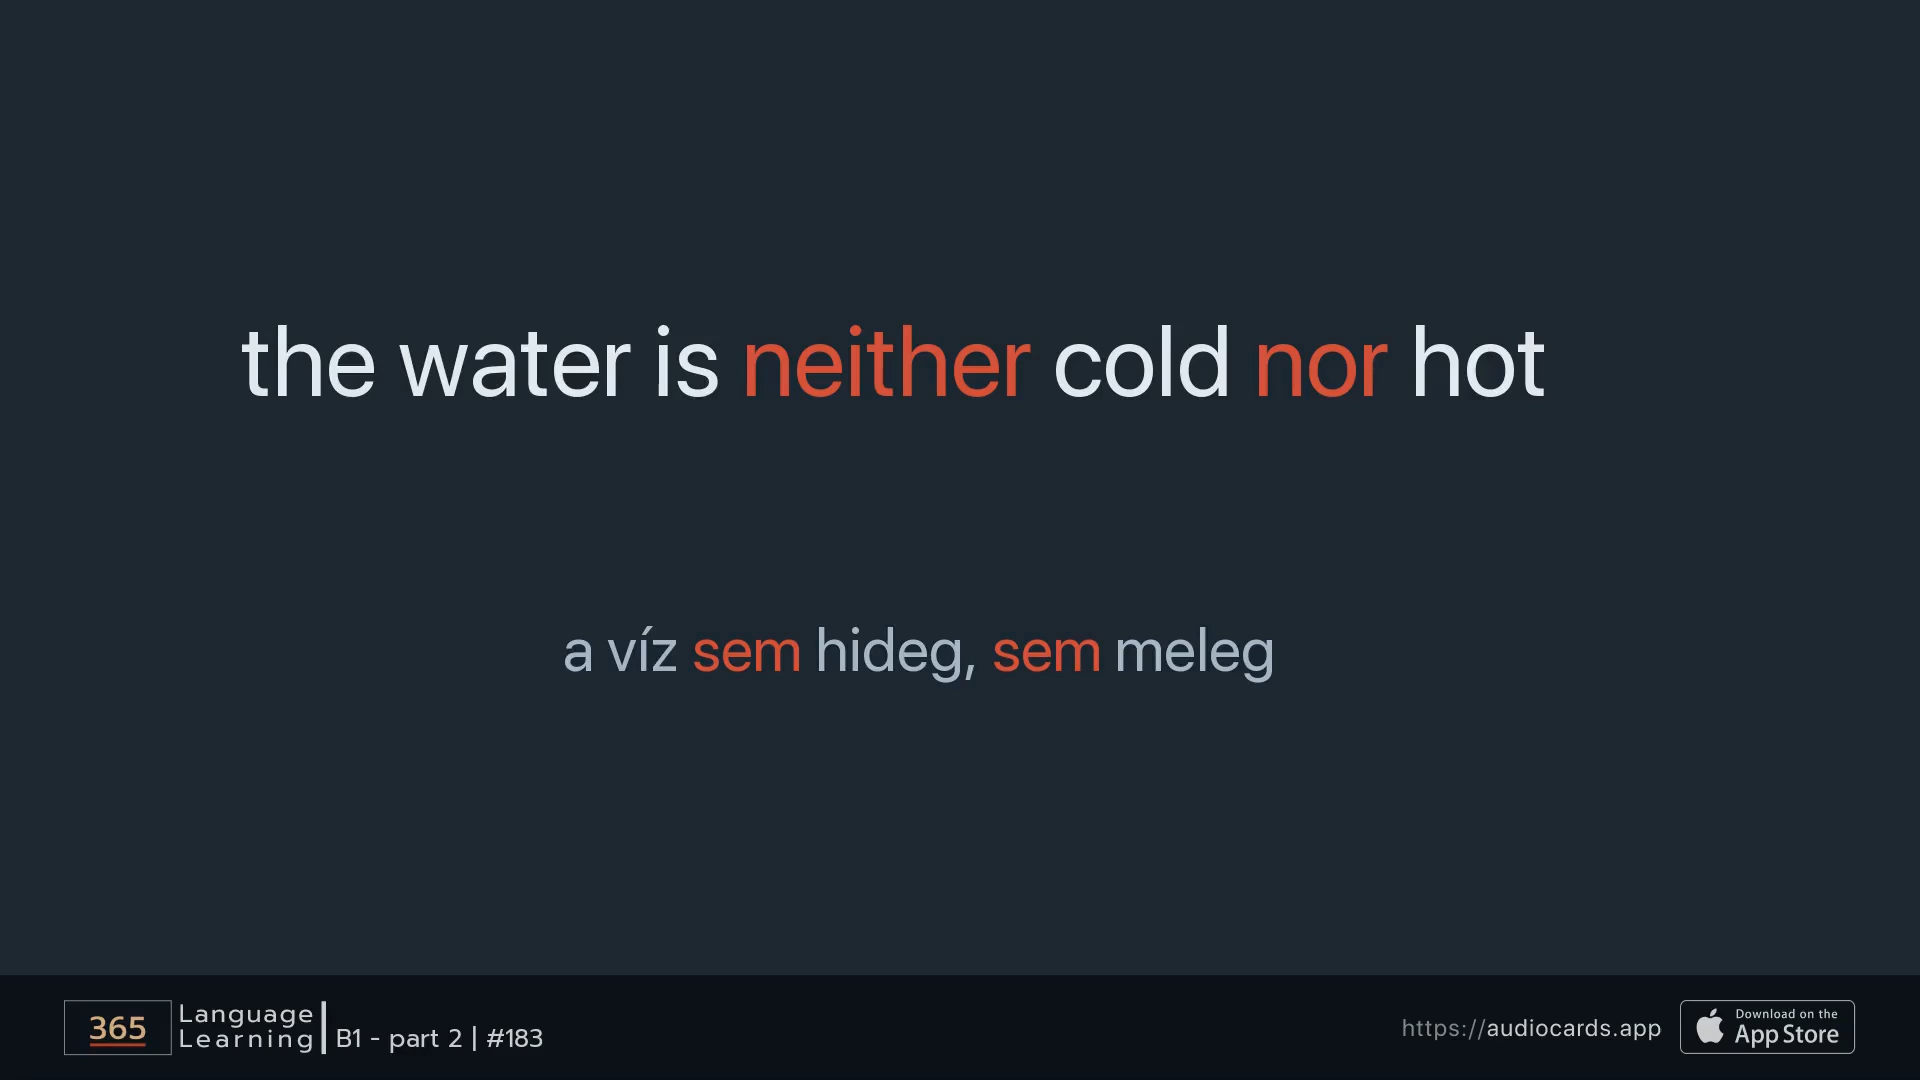 the water is neither cold nor hot
a víz sem hideg, sem meleg
365
Language
Learning
B1 - part 2 | #183
https://audiocards.app
Download on the
App Store